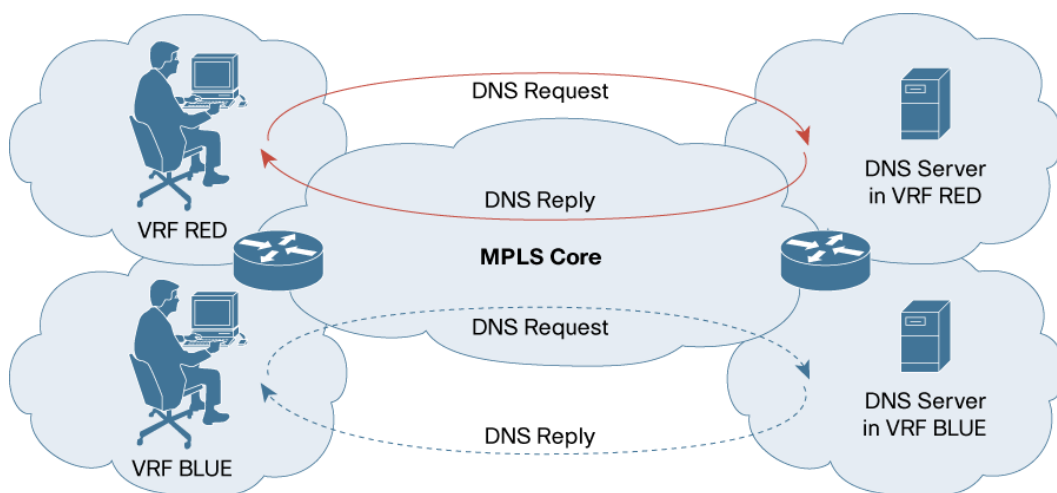 DNS Request
DNS Reply
VRF RED
DNS Server
in VRF RED
MPLS Core
DNS Request
DNS Reply
VRF BLUE
DNS Server
in VRF BLUE